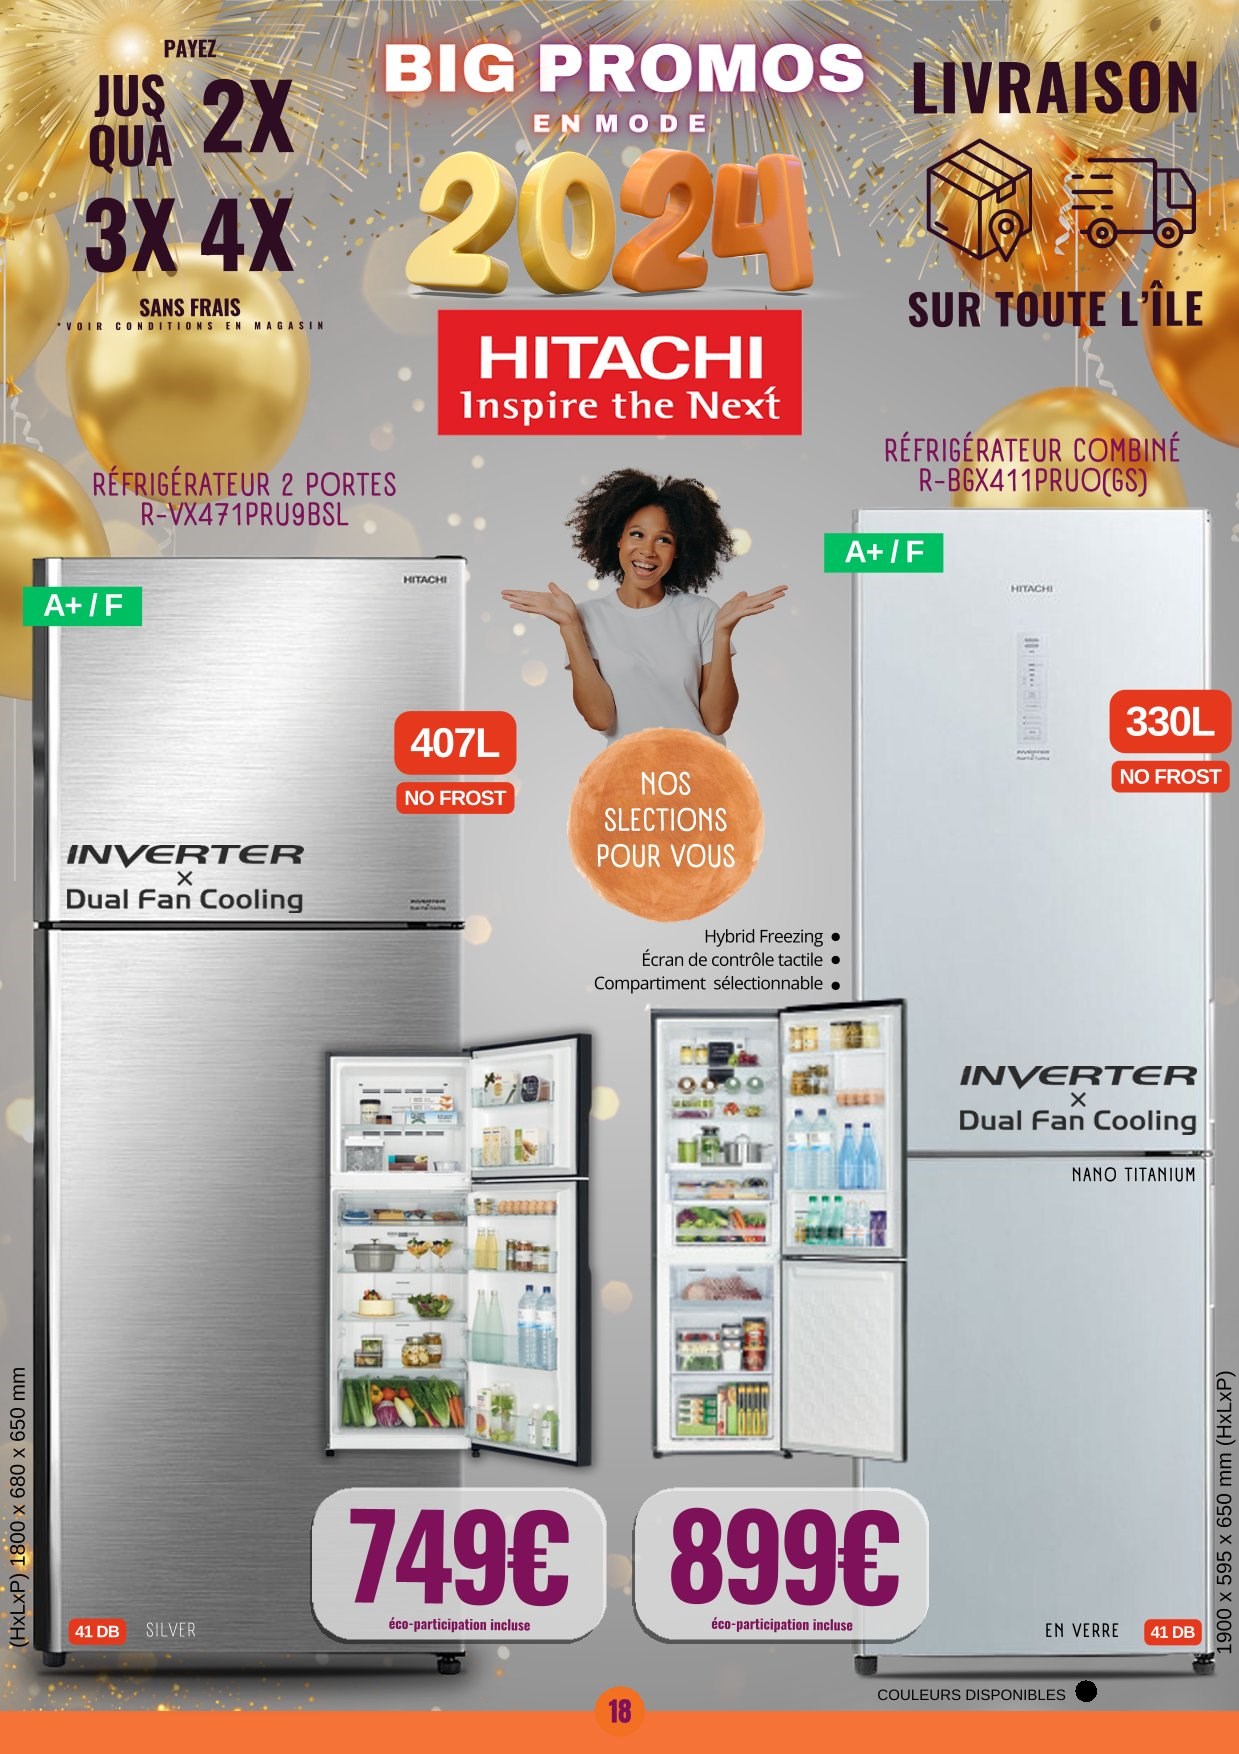 PAYEZ
JUS
QUÀ
2X
3X 4X
SANS FRAIS
*VOIR CONDITIONS EN MAGASIN
BIG PROMOS
EN MODE
2024
LIVRAISON
SUR TOUTE L'ÎLE
HITACHI
Inspire the Next
RÉFRIGÉRATEUR 2 PORTES
R-VX471PRU9BSL
A+ / F
HITACHI
407L
NO FROST
INVERTER
×
Dual Fan Cooling
NOS
SLECTIONS
POUR VOUS
RÉFRIGÉRATEUR COMBINÉ
R-BGX411PRUO(GS)
A+ / F
HITACHI
330L
NO FROST
Hybrid Freezing •
Écran de contrôle tactile •
Compartiment sélectionnable •
INVERTER
×
Dual Fan Cooling
NANO TITANIUM
(HxLxP) 1800 x 680 x 650 mm
1900 x 595 x 650 mm (HxLxP)
749€
éco-participation incluse
899€
éco-participation incluse
41 DB
SILVER
EN VERRE
41 DB
COULEURS DISPONIBLES
18